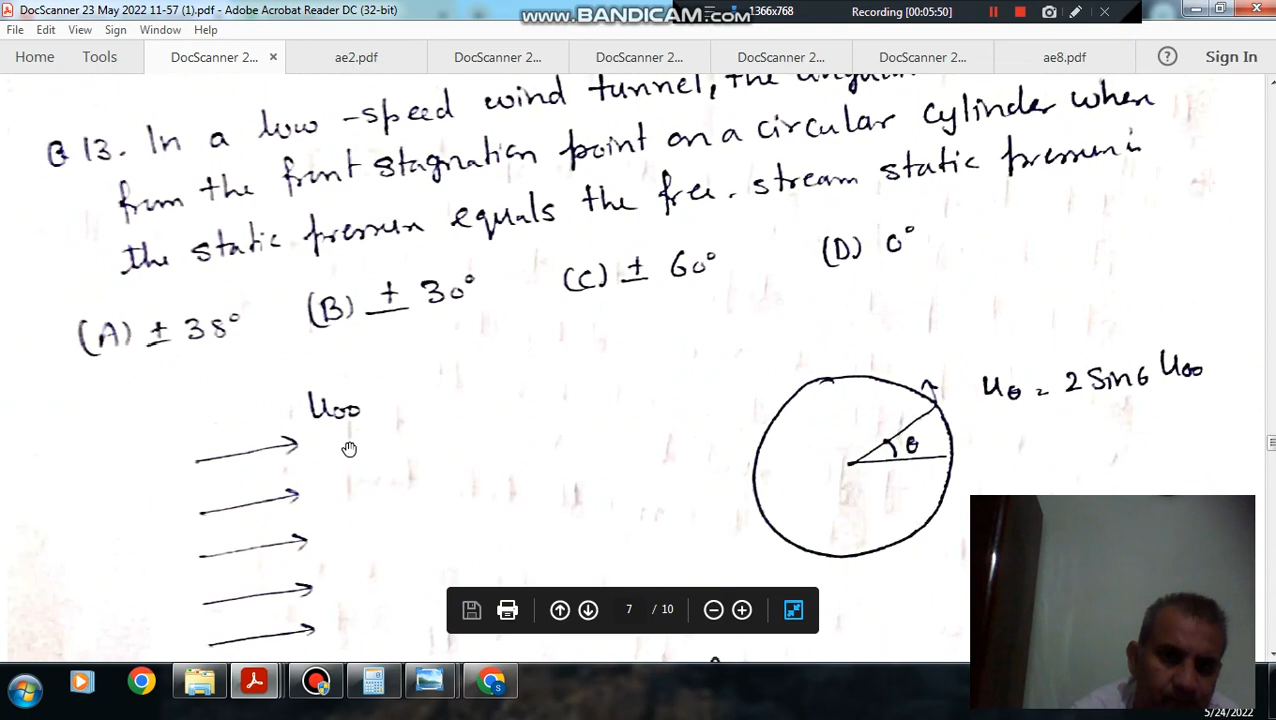 DocScanner 23 May 2022 11-57 (1).pdf - Adobe Acrobat Reader DC (32-bit)
www.BANDICAM.com
1366x768
Recording [00:05:50]
File Edit View Sign Window Help
Home Tools DocScanner 2... × ae2.pdf DocScanner 2... DocScanner 2... DocScanner 2... DocScanner 2... ae8.pdf ? Sign In
Q 13. In a low-speed wind tunnel, the angular
from the front stagnation point on a circular cylinder when
the static pressure equals the free-stream static pressure is
(A) ± 38° (B) ± 30° (C) ± 60° (D) 0°
U∞
θ
uθ = 2 Sinθ U∞
7 / 10
5/24/2022